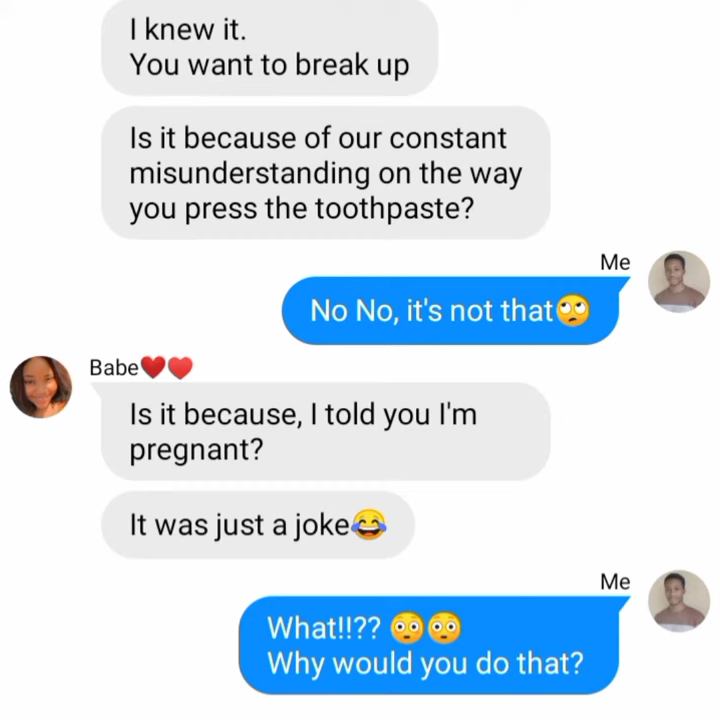 I knew it.
You want to break up
Is it because of our constant
misunderstanding on the way
you press the toothpaste?
Me
No No, it's not that🙄
Babe❤️♥️
Is it because, I told you I'm
pregnant?
It was just a joke😂
Me
What!!?? 😳😳
Why would you do that?